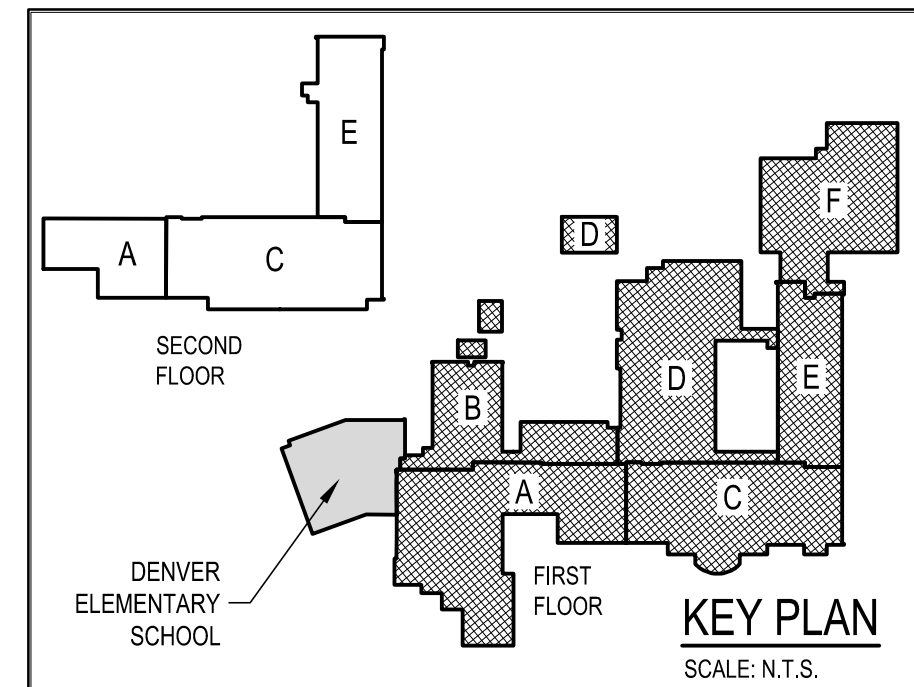 E
A
C
SECOND
FLOOR
F
D
D
E
B
A
C
DENVER
ELEMENTARY
SCHOOL
FIRST
FLOOR
KEY PLAN
SCALE: N.T.S.